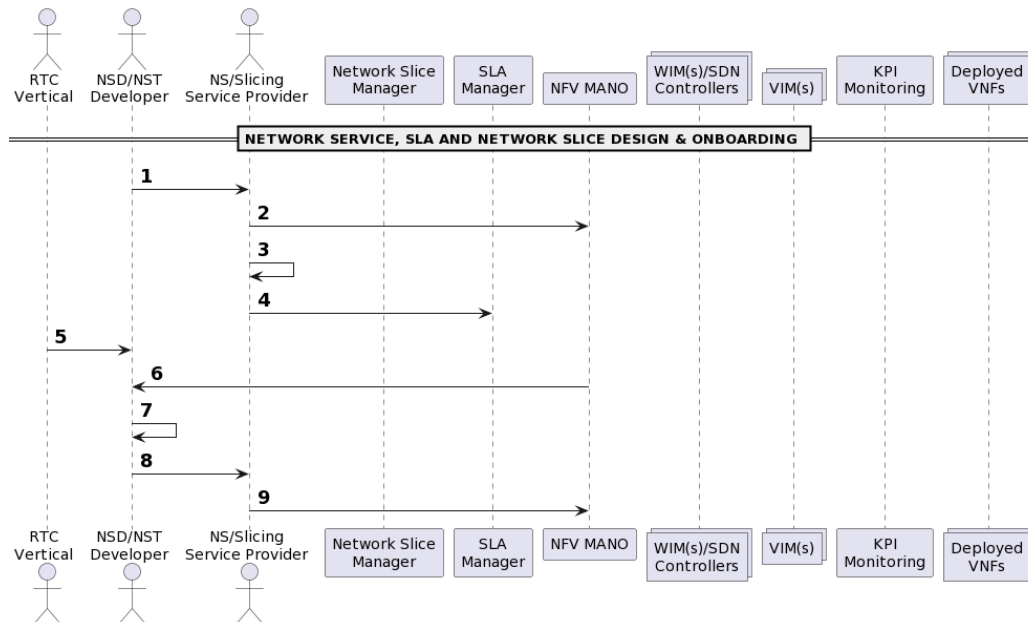 RTC
Vertical
NSD/NST
Developer
NS/Slicing
Service Provider
Network Slice
Manager
SLA
Manager
NFV MANO
WIM(s)/SDN
Controllers
VIM(s)
KPI
Monitoring
Deployed
VNFs
NETWORK SERVICE, SLA AND NETWORK SLICE DESIGN & ONBOARDING
1
2
3
4
5
6
7
8
9
RTC
Vertical
NSD/NST
Developer
NS/Slicing
Service Provider
Network Slice
Manager
SLA
Manager
NFV MANO
WIM(s)/SDN
Controllers
VIM(s)
KPI
Monitoring
Deployed
VNFs